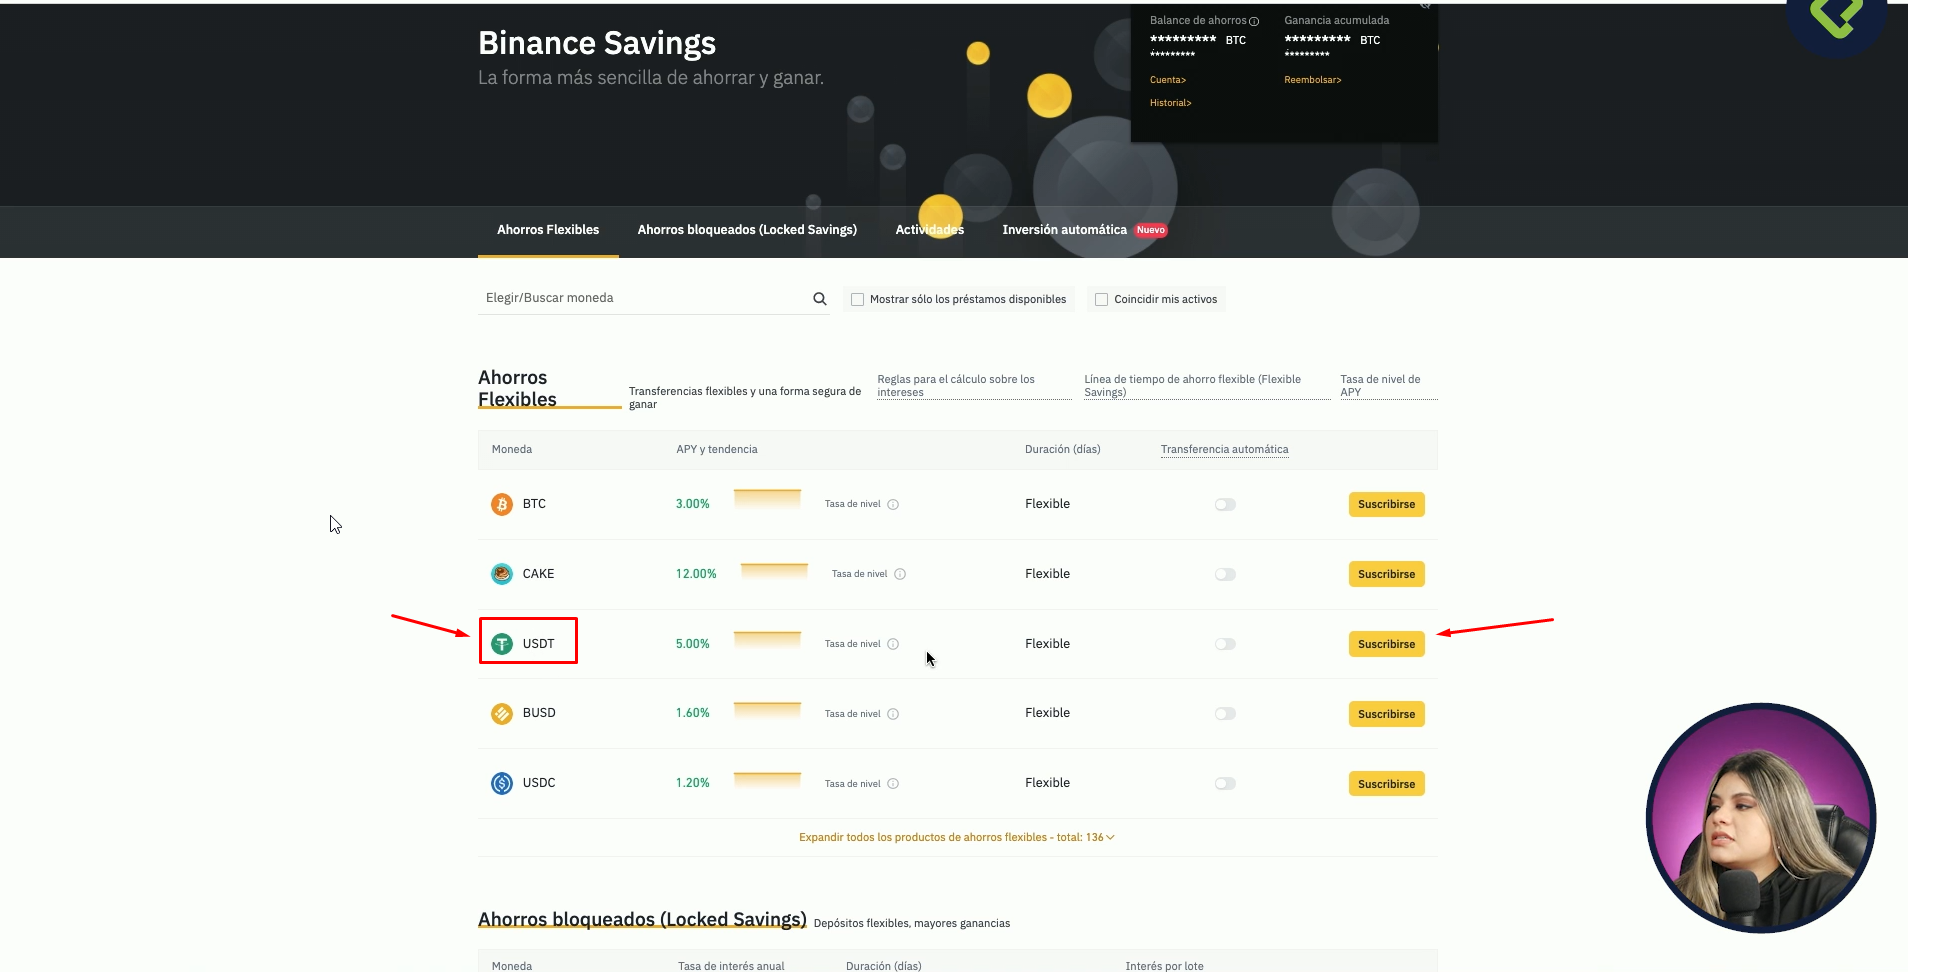 Binance Savings
La forma más sencilla de ahorrar y ganar.
Balance de ahorros
********* BTC
*********
Cuenta>
Historial>
Ganancia acumulada
********* BTC
*********
Reembolsar>
Ahorros Flexibles
Ahorros bloqueados (Locked Savings)
Actividades
Inversión automática Nuevo
Elegir/Buscar moneda
Mostrar sólo los préstamos disponibles
Coincidir mis activos
Ahorros
Flexibles
Transferencias flexibles y una forma segura de
ganar
Reglas para el cálculo sobre los
intereses
Línea de tiempo de ahorro flexible (Flexible
Savings)
Tasa de nivel de
APY
Moneda APY y tendencia Duración (días) Transferencia automática
BTC 3.00% Tasa de nivel Flexible Suscribirse
CAKE 12.00% Tasa de nivel Flexible Suscribirse
USDT 5.00% Tasa de nivel Flexible Suscribirse
BUSD 1.60% Tasa de nivel Flexible Suscribirse
USDC 1.20% Tasa de nivel Flexible Suscribirse
Expandir todos los productos de ahorros flexibles - total: 136
Ahorros bloqueados (Locked Savings) Depósitos flexibles, mayores ganancias
Moneda Tasa de interés anual Duración (días) Interés por lote